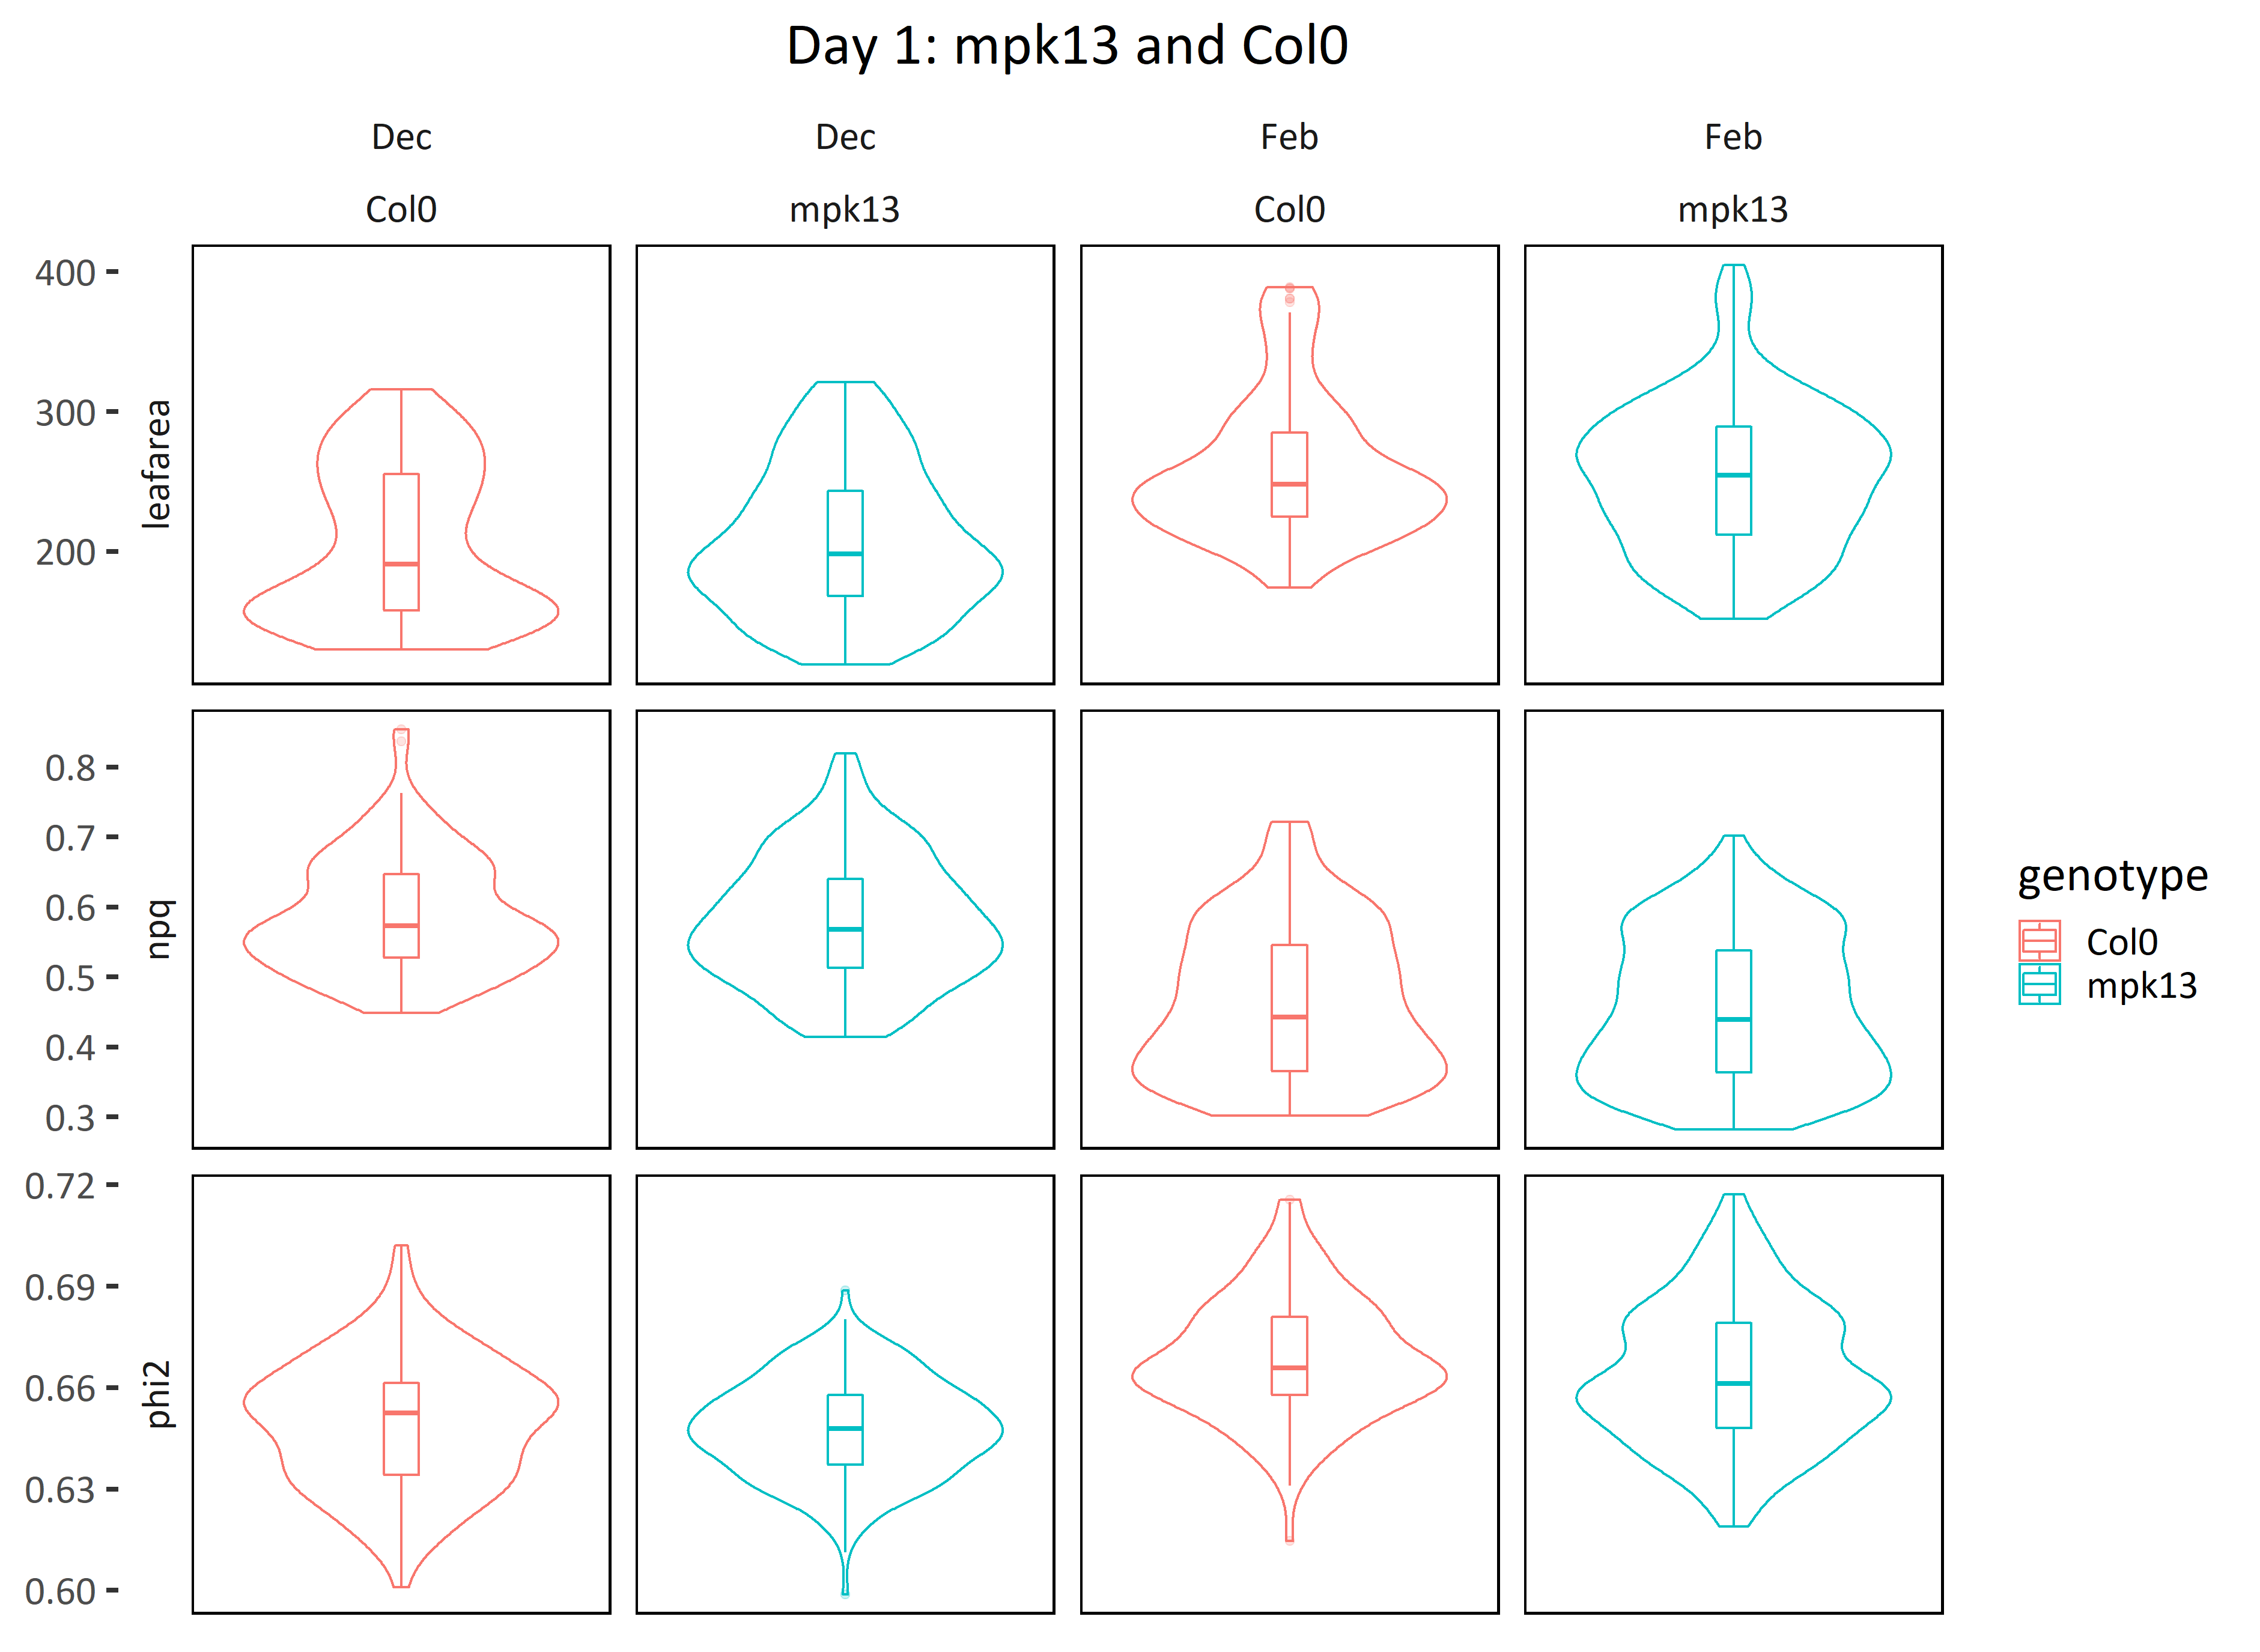 Day 1: mpk13 and Col0
Dec Dec Feb Feb
Col0 mpk13 Col0 mpk13
400
300
200
leafarea
0.8
0.7
0.6
0.5
0.4
0.3
npq
0.72
0.69
0.66
0.63
0.60
phi2
genotype
Col0
mpk13